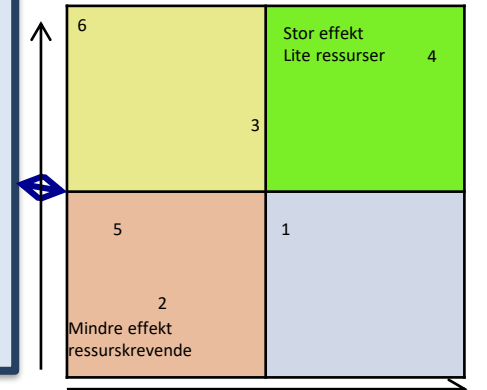 6
Stor effekt
Lite ressurser
4
3
5
1
2
Mindre effekt
ressurskrevende